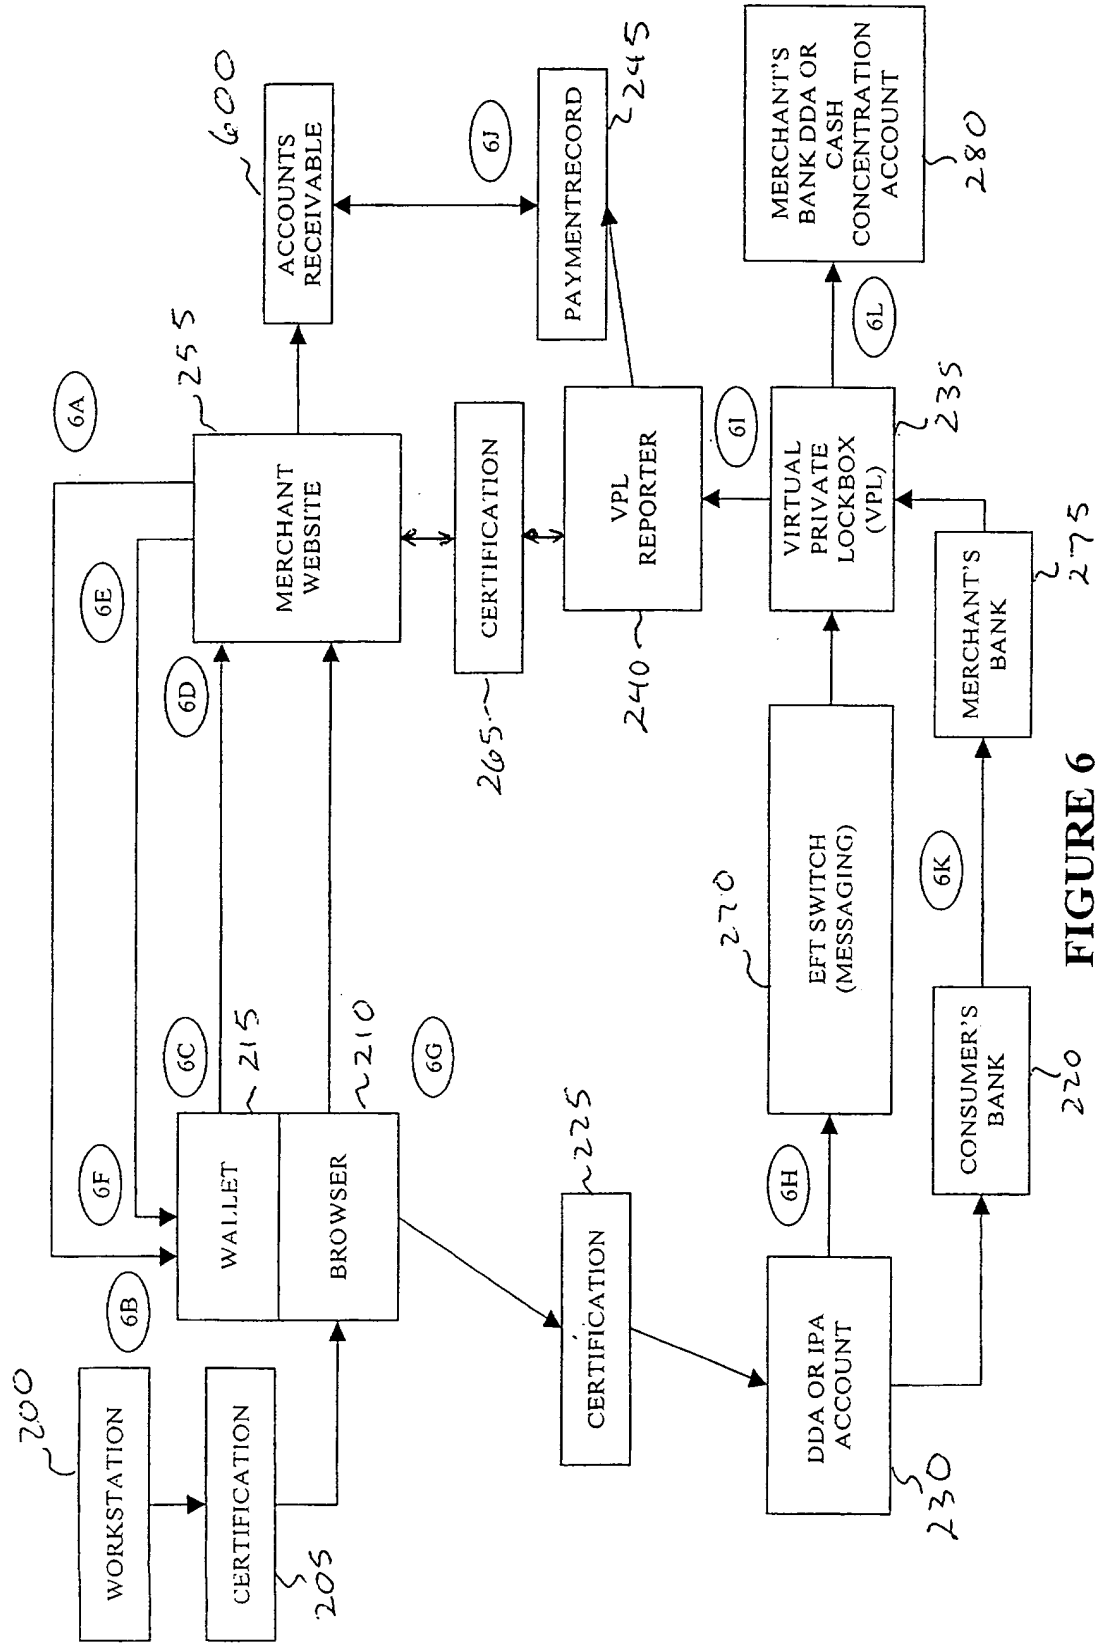 200
6A
6F
6E
WORKSTATION
6B
6C
6D
255
600
CERTIFICATION
205
WALLET
215
BROWSER
210
MERCHANT
WEBSITE
ACCOUNTS
RECEIVABLE
6G
CERTIFICATION
265
6J
CERTIFICATION
225
VPL
REPORTER
240
PAYMENTRECORD
245
6H
270
6I
DDA OR IPA
ACCOUNT
230
EFT SWITCH
(MESSAGING)
VIRTUAL
PRIVATE
LOCKBOX
(VPL)
235
6L
MERCHANT'S
BANK DDA OR
CASH
CONCENTRATION
ACCOUNT
280
6K
CONSUMER'S
BANK
220
MERCHANT'S
BANK
275
FIGURE 6